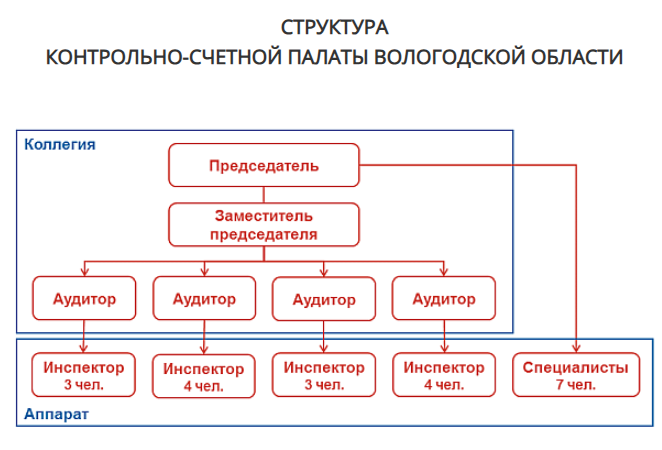 СТРУКТУРА
КОНТРОЛЬНО-СЧЕТНОЙ ПАЛАТЫ ВОЛОГОДСКОЙ ОБЛАСТИ
Коллегия
Председатель
Заместитель
председателя
Аудитор
Аудитор
Аудитор
Аудитор
Инспектор
3 чел.
Инспектор
4 чел.
Инспектор
3 чел.
Инспектор
4 чел.
Специалисты
7 чел.
Аппарат